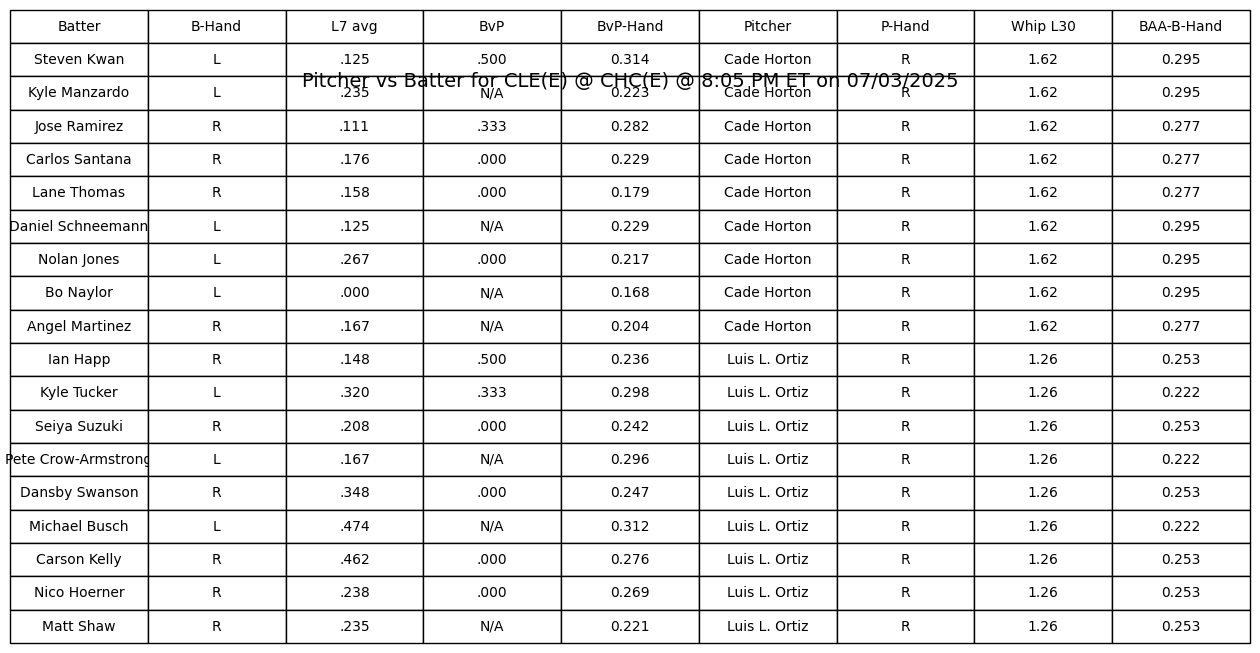 Batter B-Hand L7 avg BvP BvP-Hand Pitcher P-Hand Whip L30 BAA-B-Hand
Steven Kwan L .125 .500 0.314 Cade Horton R 1.62 0.295
Pitcher vs Batter for CLE(E) @ CHC(E) @ 8:05 PM ET on 07/03/2025
Kyle Manzardo L .235 N/A 0.223 Cade Horton R 1.62 0.295
Jose Ramirez R .111 .333 0.282 Cade Horton R 1.62 0.277
Carlos Santana R .176 .000 0.229 Cade Horton R 1.62 0.277
Lane Thomas R .158 .000 0.179 Cade Horton R 1.62 0.277
Daniel Schneemann L .125 N/A 0.229 Cade Horton R 1.62 0.295
Nolan Jones L .267 .000 0.217 Cade Horton R 1.62 0.295
Bo Naylor L .000 N/A 0.168 Cade Horton R 1.62 0.295
Angel Martinez R .167 N/A 0.204 Cade Horton R 1.62 0.277
Ian Happ R .148 .500 0.236 Luis L. Ortiz R 1.26 0.253
Kyle Tucker L .320 .333 0.298 Luis L. Ortiz R 1.26 0.222
Seiya Suzuki R .208 .000 0.242 Luis L. Ortiz R 1.26 0.253
Pete Crow-Armstrong L .167 N/A 0.296 Luis L. Ortiz R 1.26 0.222
Dansby Swanson R .348 .000 0.247 Luis L. Ortiz R 1.26 0.253
Michael Busch L .474 N/A 0.312 Luis L. Ortiz R 1.26 0.222
Carson Kelly R .462 .000 0.276 Luis L. Ortiz R 1.26 0.253
Nico Hoerner R .238 .000 0.269 Luis L. Ortiz R 1.26 0.253
Matt Shaw R .235 N/A 0.221 Luis L. Ortiz R 1.26 0.253